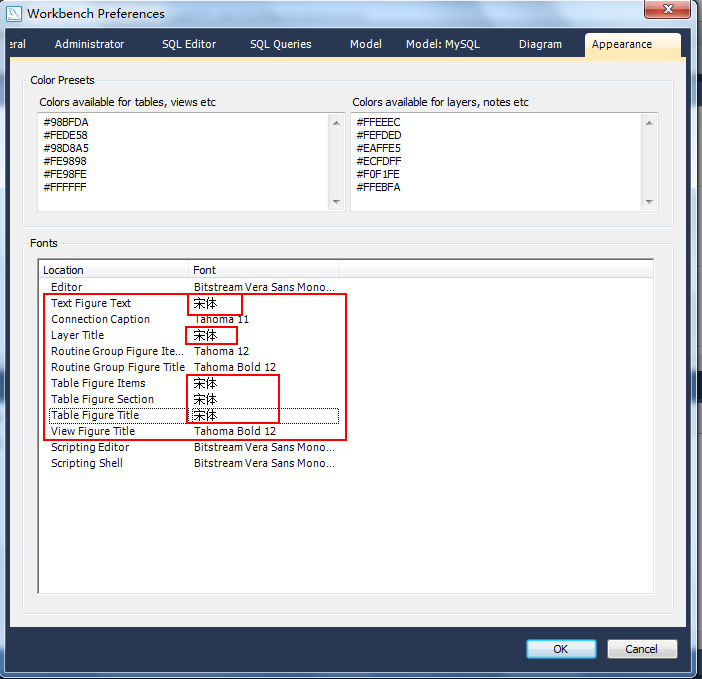 Workbench Preferences
eral Administrator SQL Editor SQL Queries Model Model: MySQL Diagram Appearance
Color Presets
Colors available for tables, views etc
#98BFDA
#FEDE58
#98D8A5
#FE9898
#FE98FE
#FFFFFF
Colors available for layers, notes etc
#FFEEEC
#FEFDED
#EAFFE5
#ECFDFF
#F0F1FE
#FFEBFA
Fonts
Location Font
Editor Bitstream Vera Sans Mono...
Text Figure Text 宋体
Connection Caption Tahoma 11
Layer Title 宋体
Routine Group Figure Ite... Tahoma 12
Routine Group Figure Title Tahoma Bold 12
Table Figure Items 宋体
Table Figure Section 宋体
Table Figure Title 宋体
View Figure Title Tahoma Bold 12
Scripting Editor Bitstream Vera Sans Mono...
Scripting Shell Bitstream Vera Sans Mono...
OK Cancel